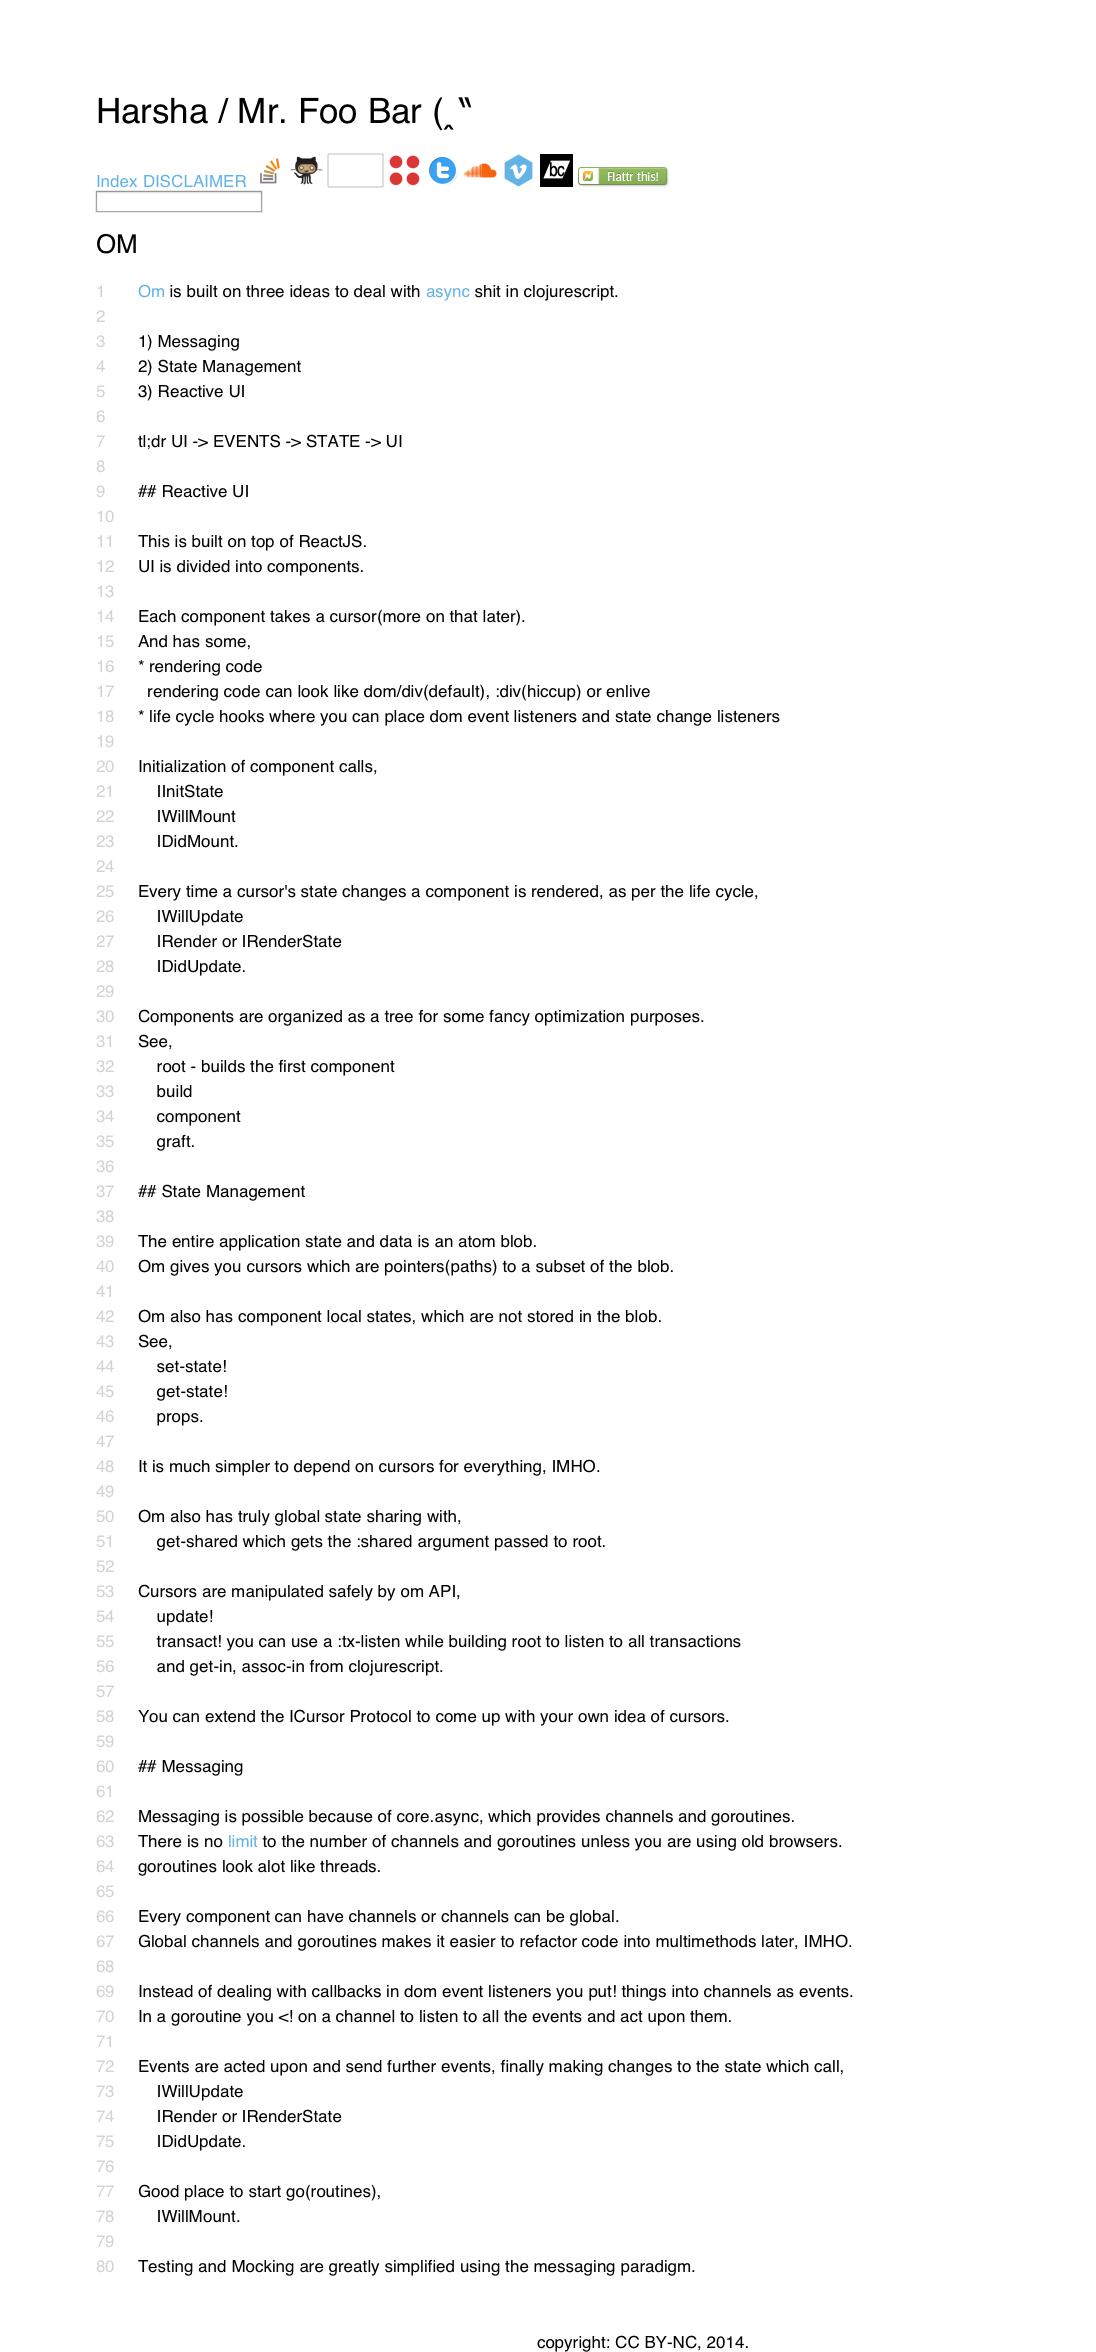 Harsha / Mr. Foo Bar (‸‶
Index DISCLAIMER bc Flattr this!
OM
1 Om is built on three ideas to deal with async shit in clojurescript.
2
3 1) Messaging
4 2) State Management
5 3) Reactive UI
6
7 tl;dr UI -> EVENTS -> STATE -> UI
8
9 ## Reactive UI
10
11 This is built on top of ReactJS.
12 UI is divided into components.
13
14 Each component takes a cursor(more on that later).
15 And has some,
16 * rendering code
17 rendering code can look like dom/div(default), :div(hiccup) or enlive
18 * life cycle hooks where you can place dom event listeners and state change listeners
19
20 Initialization of component calls,
21 IInitState
22 IWillMount
23 IDidMount.
24
25 Every time a cursor's state changes a component is rendered, as per the life cycle,
26 IWillUpdate
27 IRender or IRenderState
28 IDidUpdate.
29
30 Components are organized as a tree for some fancy optimization purposes.
31 See,
32 root - builds the first component
33 build
34 component
35 graft.
36
37 ## State Management
38
39 The entire application state and data is an atom blob.
40 Om gives you cursors which are pointers(paths) to a subset of the blob.
41
42 Om also has component local states, which are not stored in the blob.
43 See,
44 set-state!
45 get-state!
46 props.
47
48 It is much simpler to depend on cursors for everything, IMHO.
49
50 Om also has truly global state sharing with,
51 get-shared which gets the :shared argument passed to root.
52
53 Cursors are manipulated safely by om API,
54 update!
55 transact! you can use a :tx-listen while building root to listen to all transactions
56 and get-in, assoc-in from clojurescript.
57
58 You can extend the ICursor Protocol to come up with your own idea of cursors.
59
60 ## Messaging
61
62 Messaging is possible because of core.async, which provides channels and goroutines.
63 There is no limit to the number of channels and goroutines unless you are using old browsers.
64 goroutines look alot like threads.
65
66 Every component can have channels or channels can be global.
67 Global channels and goroutines makes it easier to refactor code into multimethods later, IMHO.
68
69 Instead of dealing with callbacks in dom event listeners you put! things into channels as events.
70 In a goroutine you <! on a channel to listen to all the events and act upon them.
71
72 Events are acted upon and send further events, finally making changes to the state which call,
73 IWillUpdate
74 IRender or IRenderState
75 IDidUpdate.
76
77 Good place to start go(routines),
78 IWillMount.
79
80 Testing and Mocking are greatly simplified using the messaging paradigm.
copyright: CC BY-NC, 2014.